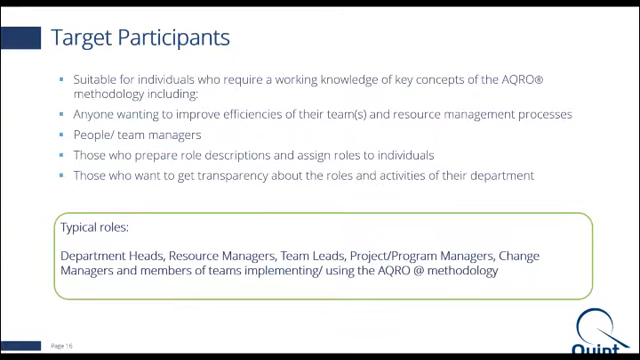 Target Participants
Suitable for individuals who require a working knowledge of key concepts of the AQRO®
methodology including:
Anyone wanting to improve efficiencies of their team(s) and resource management processes
People/ team managers
Those who prepare role descriptions and assign roles to individuals
Those who want to get transparency about the roles and activities of their department
Typical roles:
Department Heads, Resource Managers, Team Leads, Project/Program Managers, Change
Managers and members of teams implementing/ using the AQRO @ methodology
Page 16
Quint